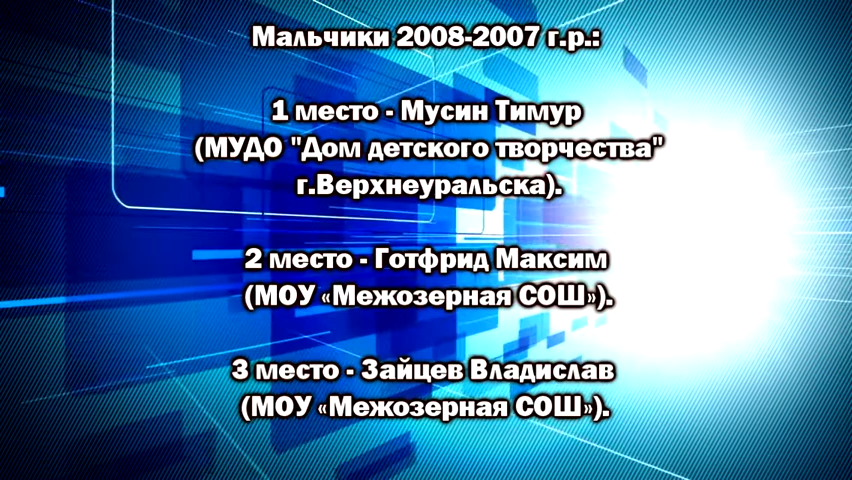 Мальчики 2008-2007 г.р.:
1 место - Мусин Тимур
(МУДО "Дом детского творчества"
г.Верхнеуральска).
2 место - Готфрид Максим
(МОУ «Межозерная СОШ»).
3 место - Зайцев Владислав
(МОУ «Межозерная СОШ»).